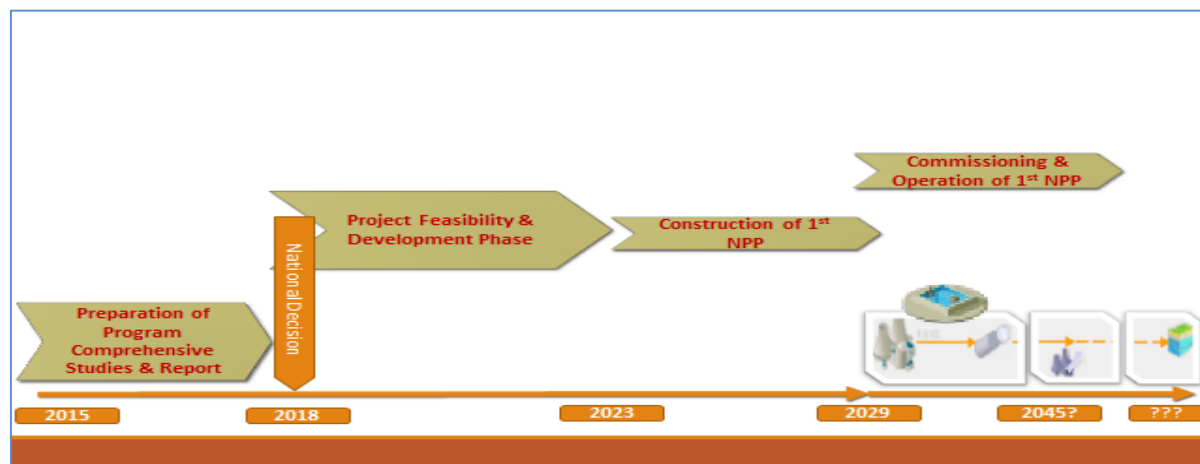 Commissioning &
Operation of 1st NPP
Project Feasibility &
Development Phase
Construction of 1st
NPP
National Decision
Preparation of
Program
Comprehensive
Studies & Report
2015
2018
2023
2029
2045?
???